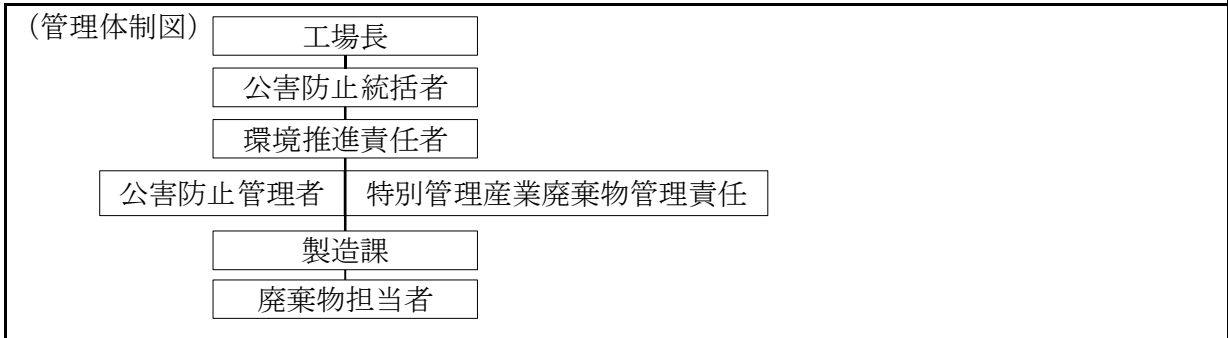 （管理体制図）
工場長
公害防止統括者
環境推進責任者
公害防止管理者 特別管理産業廃棄物管理責任
製造課
廃棄物担当者